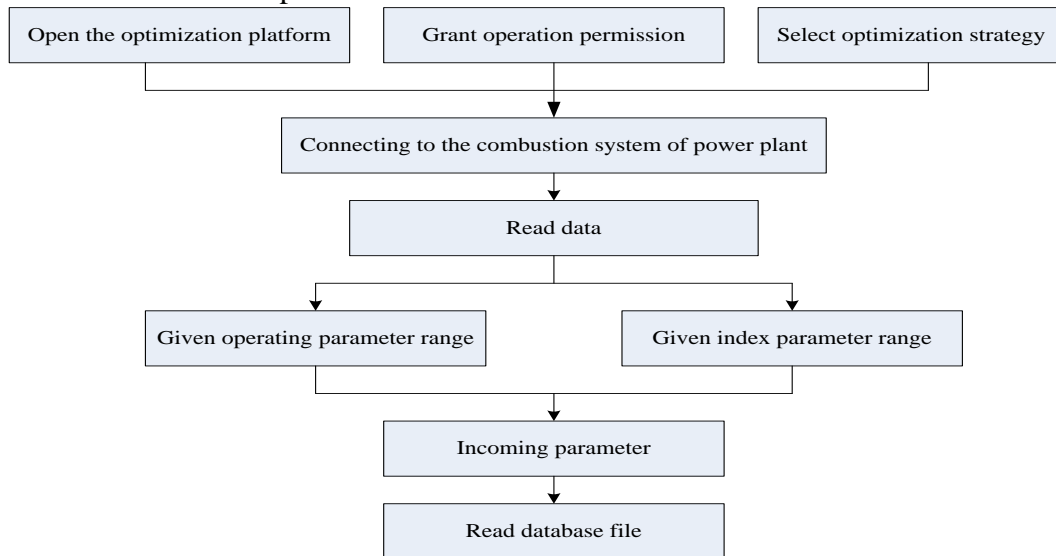 Open the optimization platform
Grant operation permission
Select optimization strategy
Connecting to the combustion system of power plant
Read data
Given operating parameter range
Given index parameter range
Incoming parameter
Read database file